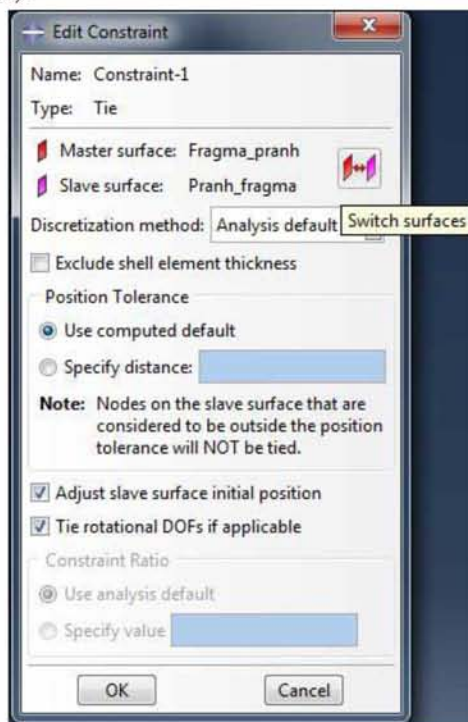 Edit Constraint
Name: Constraint-1
Type: Tie
Master surface: Fragma_pranh
Slave surface: Pranh_fragma
Discretization method: Analysis default
Switch surfaces
Exclude shell element thickness
Position Tolerance
Use computed default
Specify distance:
Note: Nodes on the slave surface that are
considered to be outside the position
tolerance will NOT be tied.
Adjust slave surface initial position
Tie rotational DOFs if applicable
Constraint Ratio
Use analysis default
Specify value
OK Cancel